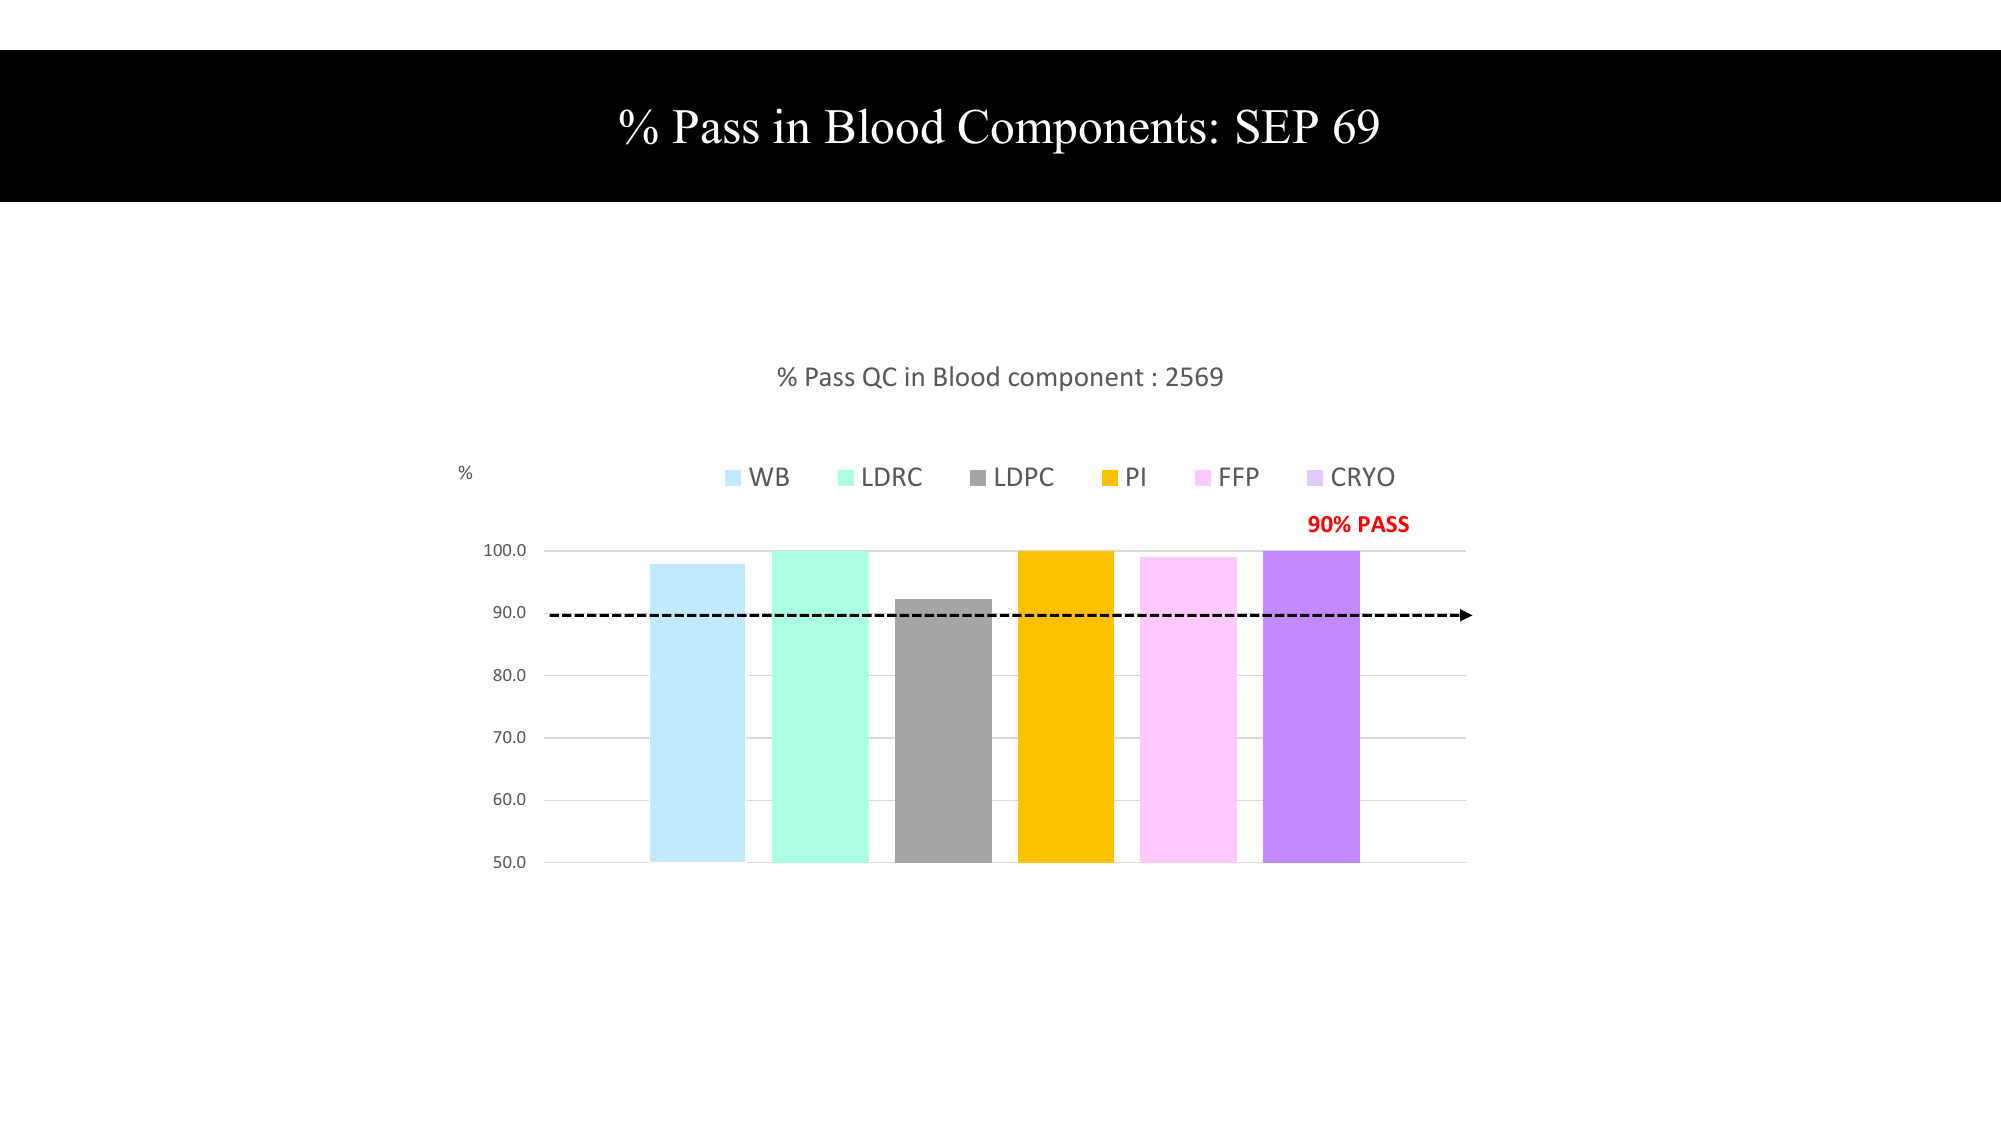 % Pass in Blood Components: SEP 69
% Pass QC in Blood component : 2569
% WB LDRC LDPC PI FFP CRYO
90% PASS
100.0
90.0
80.0
70.0
60.0
50.0